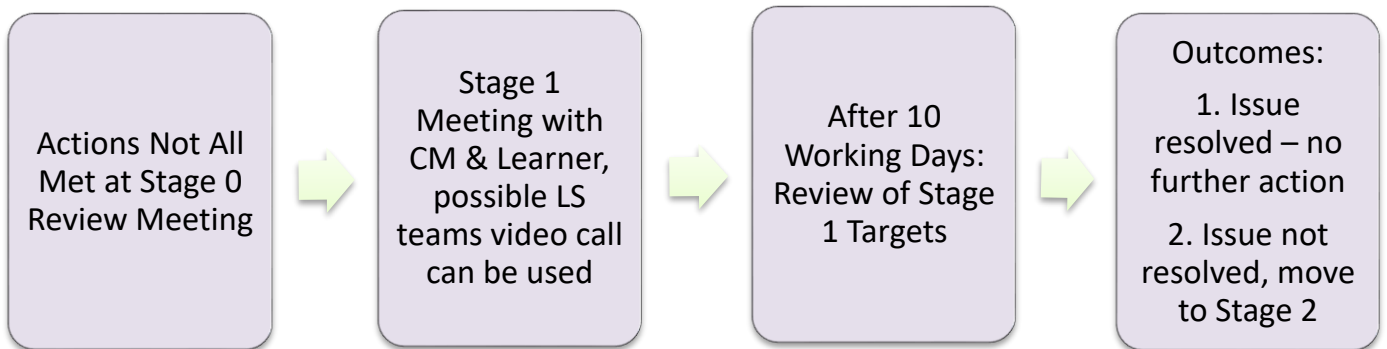 Actions Not All
Met at Stage 0
Review Meeting
Stage 1
Meeting with
CM & Learner,
possible LS
teams video call
can be used
After 10
Working Days:
Review of Stage
1 Targets
Outcomes:
1. Issue
resolved – no
further action
2. Issue not
resolved, move
to Stage 2